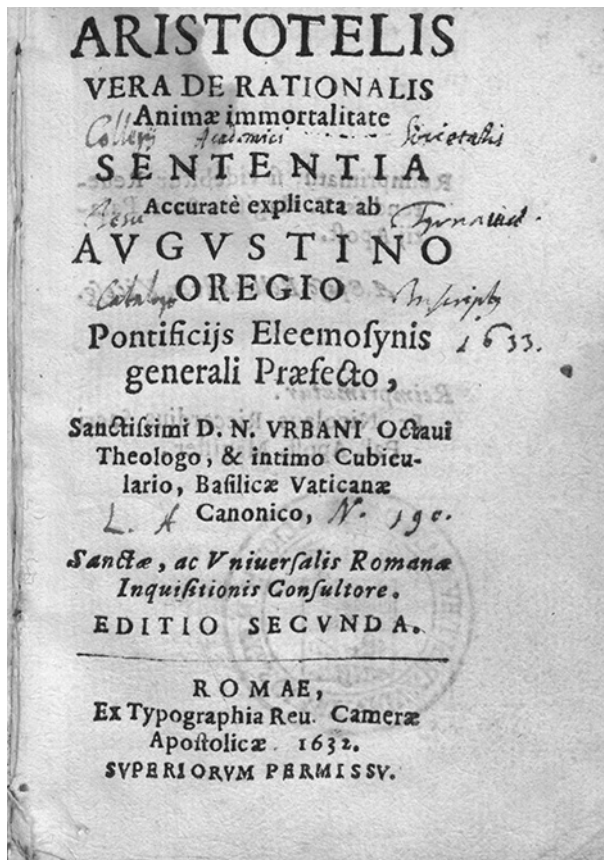 ARISTOTELIS
VERA DE RATIONALIS
Animæ immortalitate
Collegij Academici Societatis
SENTENTIA
Jesu Accuratè explicata ab Tyrnaviens.
AVGVSTINO
Catalogo OREGIO Inscriptus
Pontificijs Eleemoſynis 1633.
generali Præfecto,
Sanctiſsimi D. N. VRBANI Octaui
Theologo, & intimo Cubicu-
lario, Baſilicæ Vaticanæ
L. A Canonico, N. 190.
Sanctæ, ac Vniuerſalis Romanæ
Inquiſitionis Conſultore.
EDITIO SECVNDA.
ROMAE,
Ex Typographia Reu. Cameræ
Apoſtolicæ. 1632.
SVPERIORVM PERMISSV.